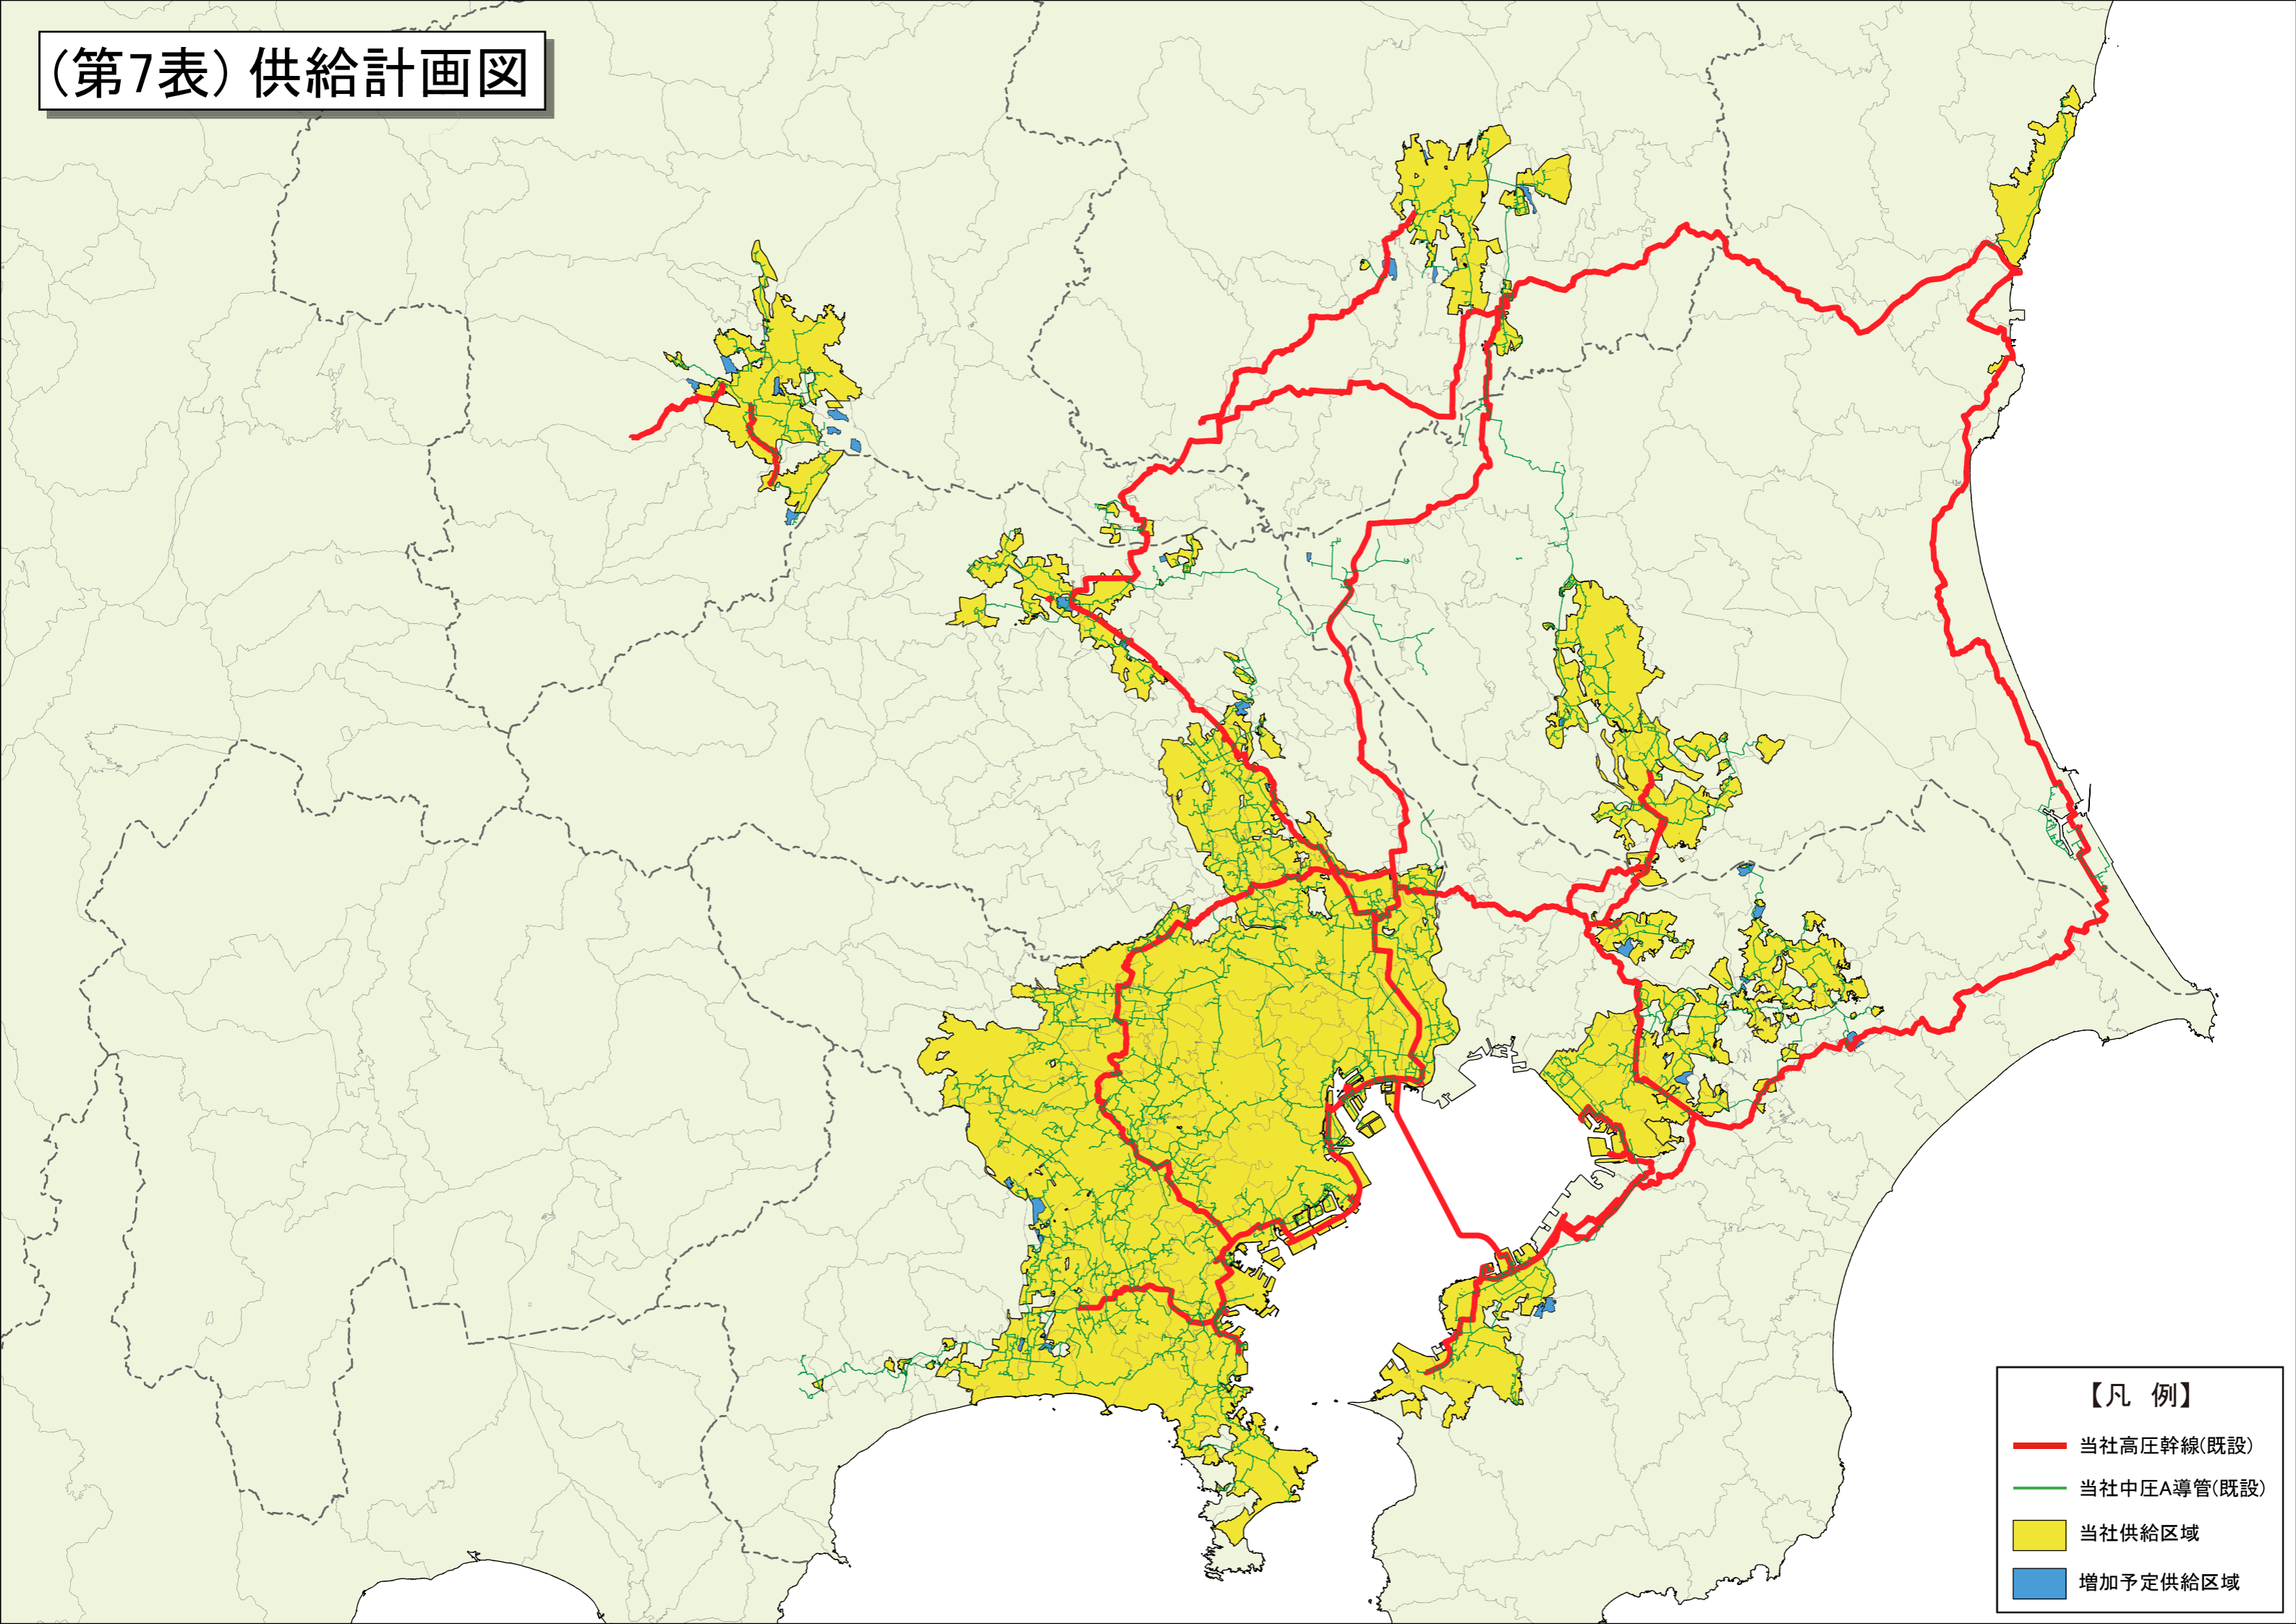 (第7表) 供給計画図
【凡 例】
当社高圧幹線(既設)
当社中圧A導管(既設)
当社供給区域
増加予定供給区域